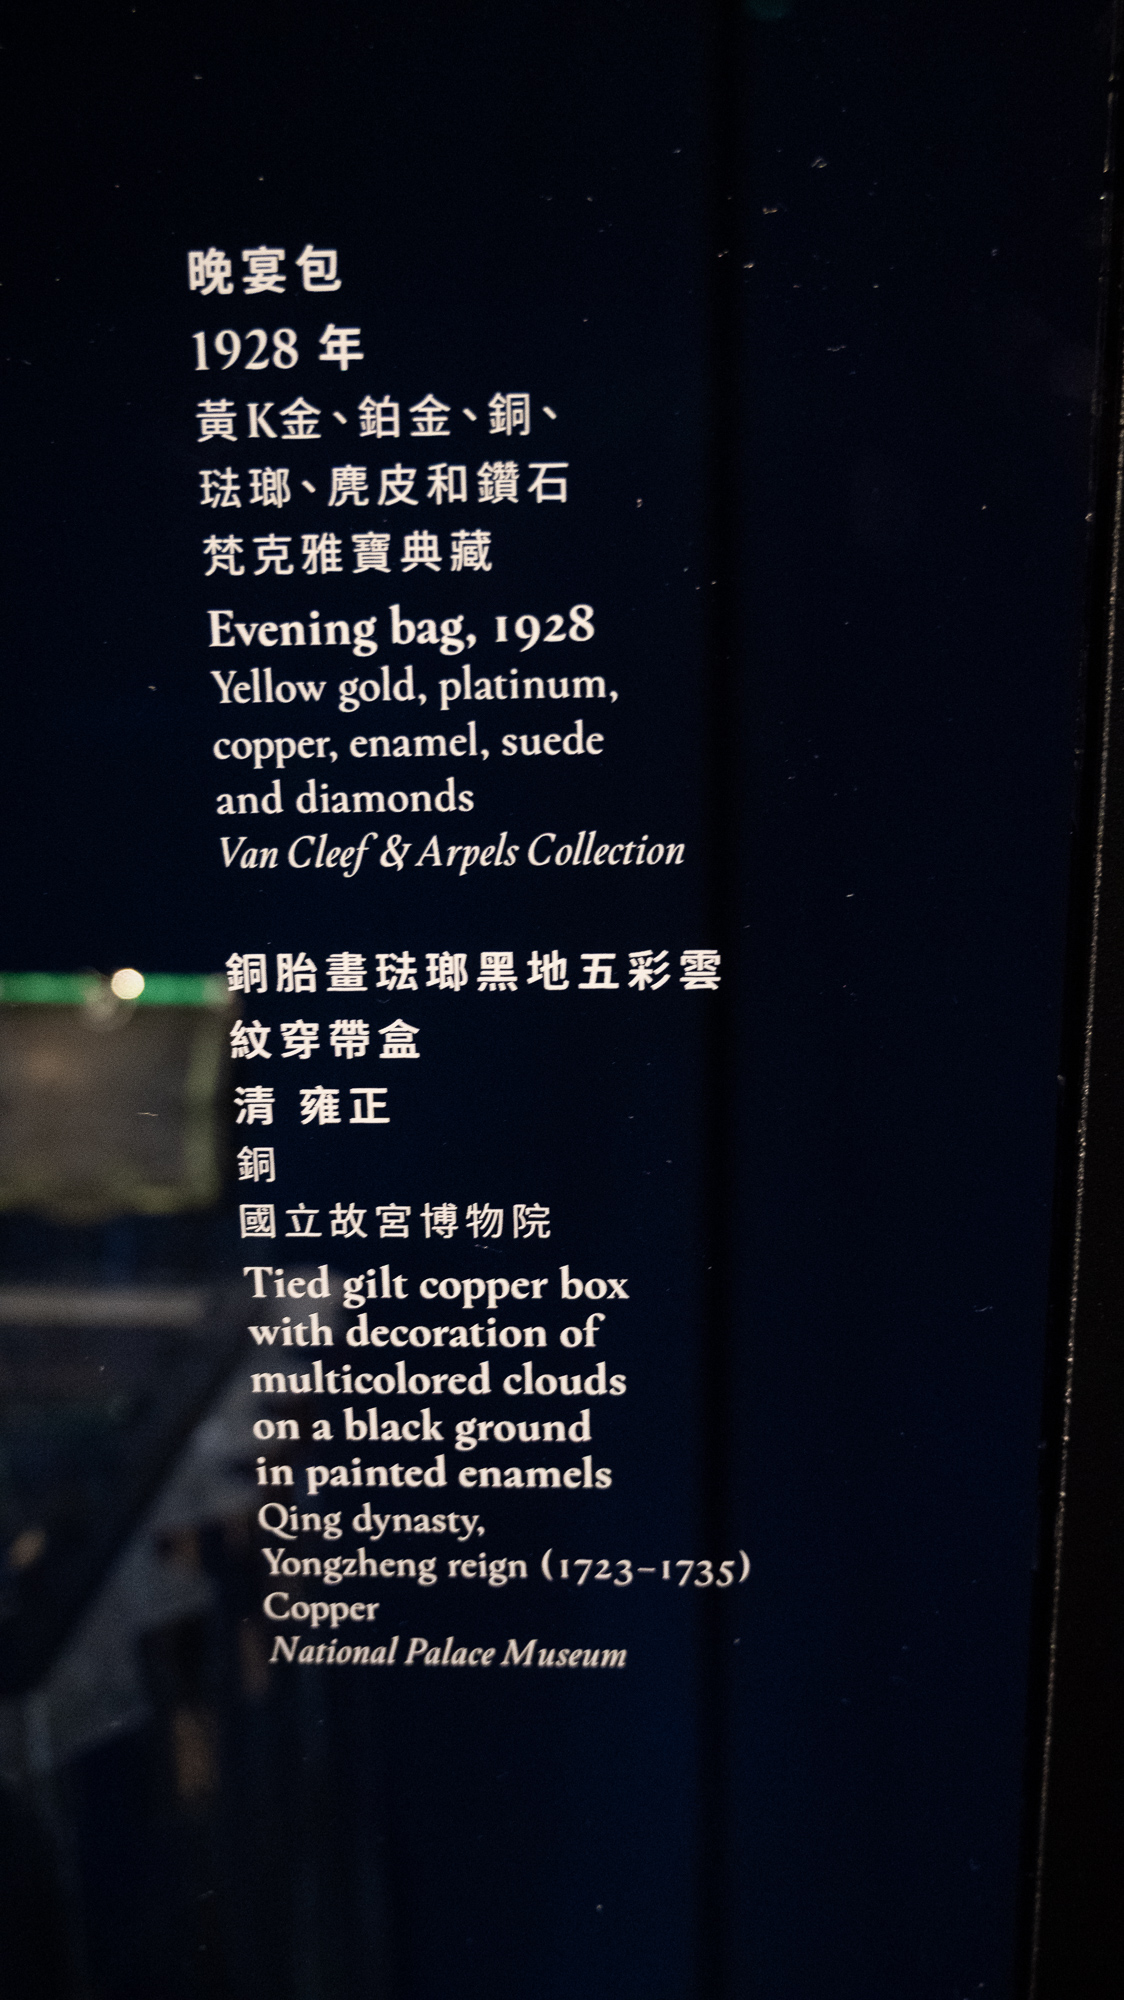 晚宴包
1928 年
黃K金、鉑金、銅、
琺瑯、麂皮和鑽石
梵克雅寶典藏
Evening bag, 1928
Yellow gold, platinum,
copper, enamel, suede
and diamonds
Van Cleef & Arpels Collection
銅胎畫琺瑯黑地五彩雲
紋穿帶盒
清 雍正
銅
國立故宮博物院
Tied gilt copper box
with decoration of
multicolored clouds
on a black ground
in painted enamels
Qing dynasty,
Yongzheng reign (1723–1735)
Copper
National Palace Museum